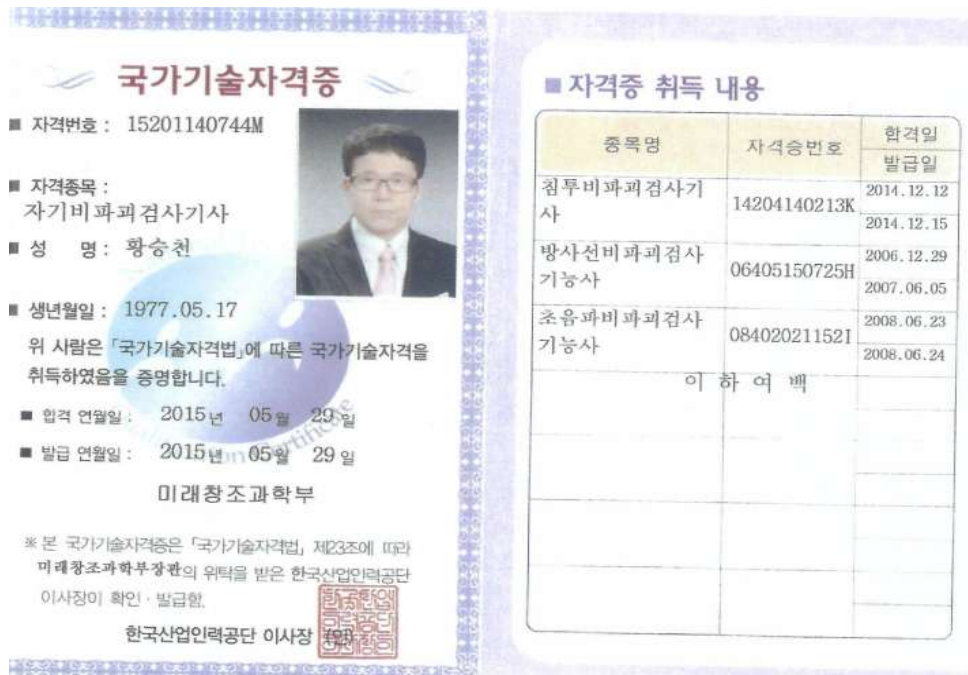 국가기술자격증
■ 자격번호 : 15201140744M
■ 자격종목 :
자기비파괴검사기사
■ 성 명 : 황승천
■ 생년월일 : 1977.05.17
위 사람은 「국가기술자격법」에 따른 국가기술자격을
취득하였음을 증명합니다.
■ 합격 연월일 : 2015년 05월 29일
■ 발급 연월일 : 2015년 05월 29일
미래창조과학부
※ 본 국가기술자격증은 「국가기술자격법」 제23조에 따라
미래창조과학부장관의 위탁을 받은 한국산업인력공단
이사장이 확인·발급함.
한국산업인력공단 이사장 (인)
■ 자격증 취득 내용
종목명 자격증번호 합격일
발급일
침투비파괴검사기
사
14204140213K
2014.12.12
2014.12.15
방사선비파괴검사
기능사
06405150725H
2006.12.29
2007.06.05
초음파비파괴검사
기능사
08402021152I
2008.06.23
2008.06.24
이 하 여 백